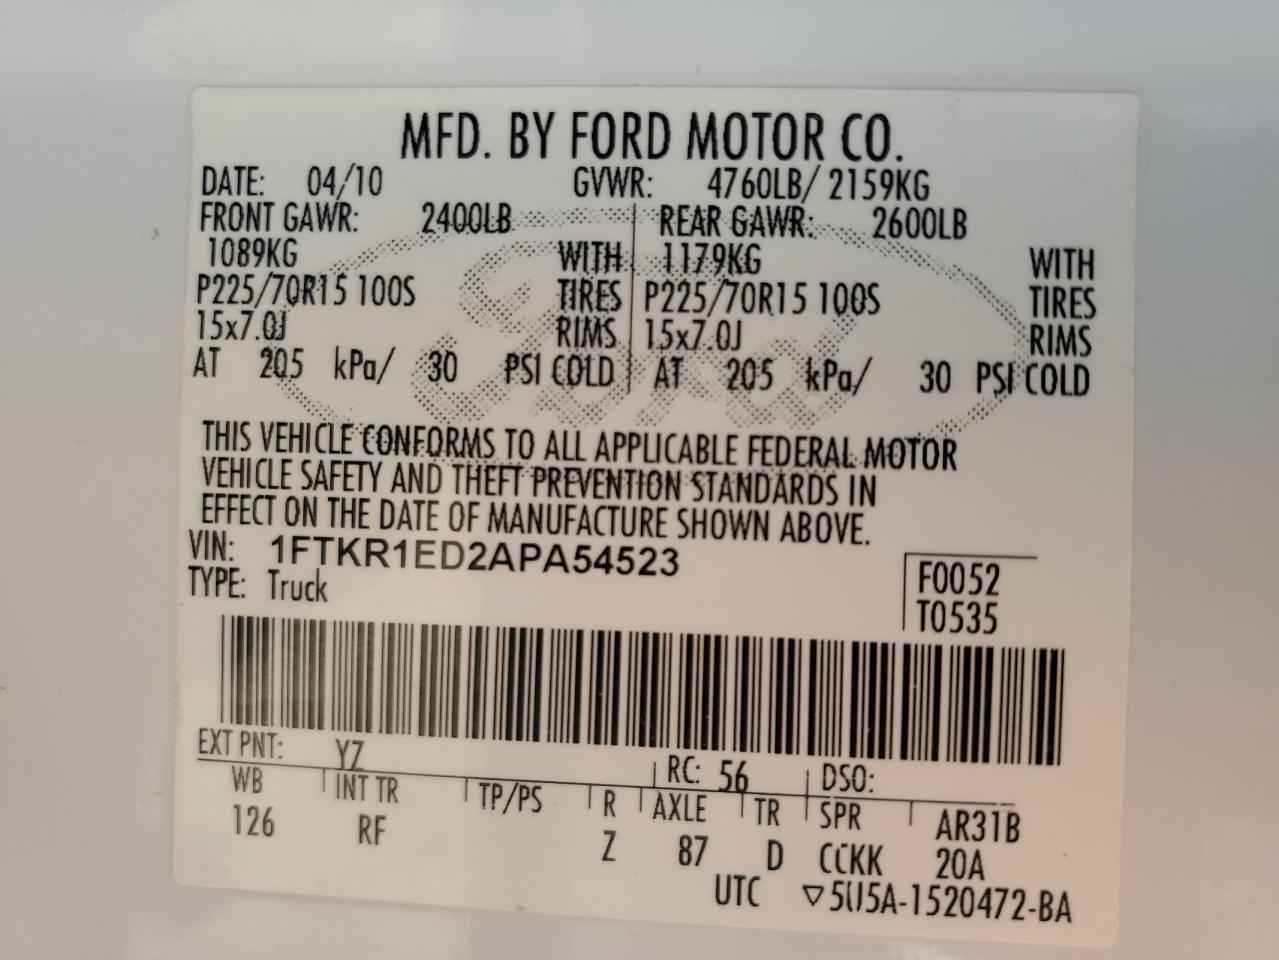 MFD. BY FORD MOTOR CO.
DATE: 04/10 GVWR: 4760LB/ 2159KG
FRONT GAWR: 2400LB REAR GAWR: 2600LB
1089KG WITH 1179KG WITH
P225/70R15 100S TIRES P225/70R15 100S TIRES
15x7.0J RIMS 15x7.0J RIMS
AT 205 kPa/ 30 PSI COLD AT 205 kPa/ 30 PSI COLD
Ford
THIS VEHICLE CONFORMS TO ALL APPLICABLE FEDERAL MOTOR
VEHICLE SAFETY AND THEFT PREVENTION STANDARDS IN
EFFECT ON THE DATE OF MANUFACTURE SHOWN ABOVE.
VIN: 1FTKR1ED2APA54523
TYPE: Truck
F0052
T0535
EXT PNT: YZ RC: 56 DSO:
WB INT TR TP/PS R AXLE TR SPR AR31B
126 RF Z 87 D CCKK 20A
UTC ▽5U5A-1520472-BA